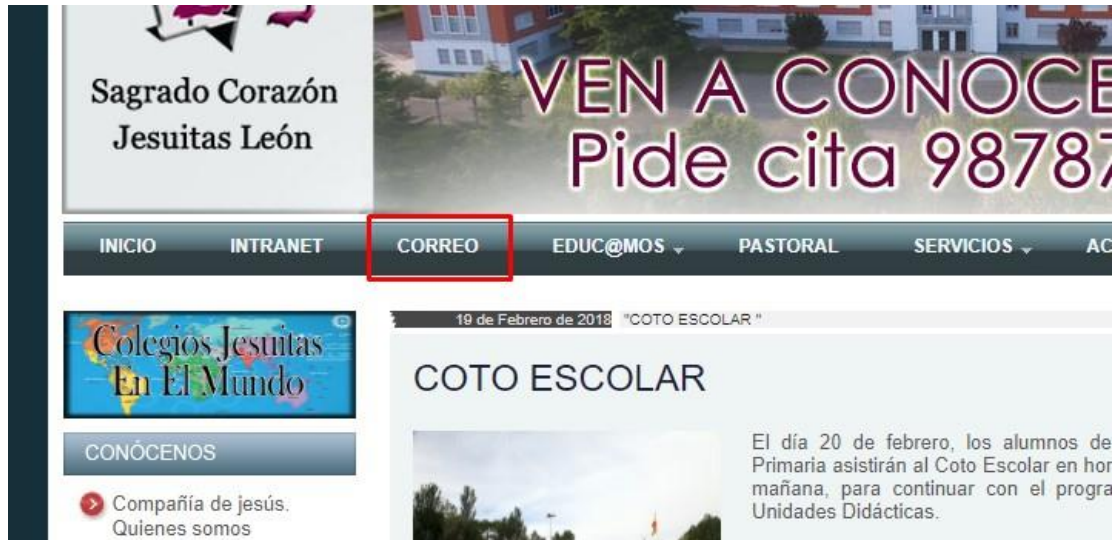 Sagrado Corazón
Jesuitas León
VEN A CONOCE
Pide cita 98787
INICIO INTRANET CORREO EDUC@MOS PASTORAL SERVICIOS AC
Colegios Jesuitas
En El Mundo
19 de Febrero de 2018 "COTO ESCOLAR "
COTO ESCOLAR
CONÓCENOS
Compañía de jesús.
Quienes somos
El día 20 de febrero, los alumnos de
Primaria asistirán al Coto Escolar en hor
mañana, para continuar con el progra
Unidades Didácticas.